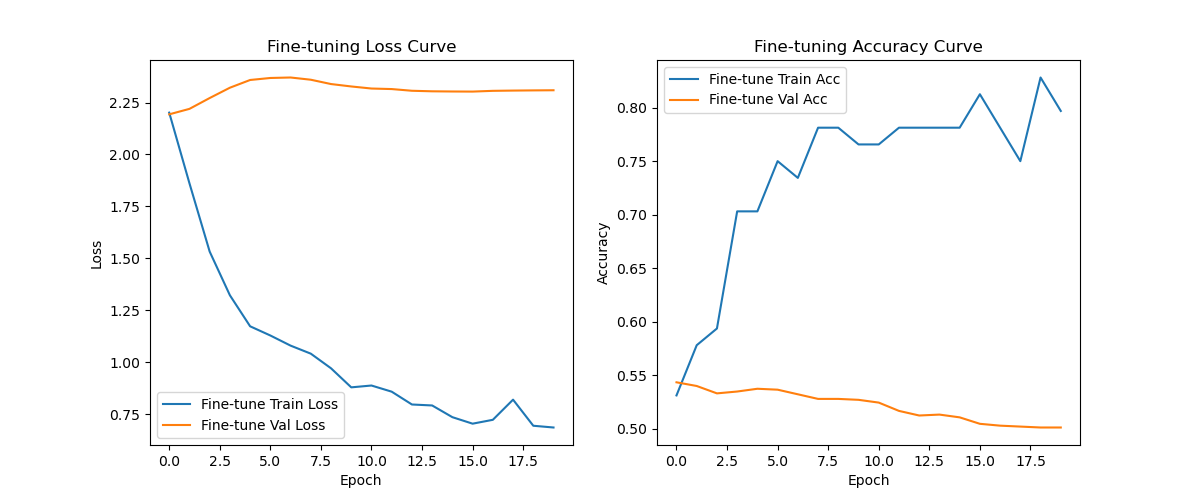 Fine-tuning Loss Curve
2.25
2.00
1.75
1.50
1.25
1.00
0.75
Loss
Fine-tune Train Loss
Fine-tune Val Loss
0.0 2.5 5.0 7.5 10.0 12.5 15.0 17.5
Epoch
Fine-tuning Accuracy Curve
Fine-tune Train Acc
Fine-tune Val Acc
0.80
0.75
0.70
0.65
0.60
0.55
0.50
Accuracy
0.0 2.5 5.0 7.5 10.0 12.5 15.0 17.5
Epoch